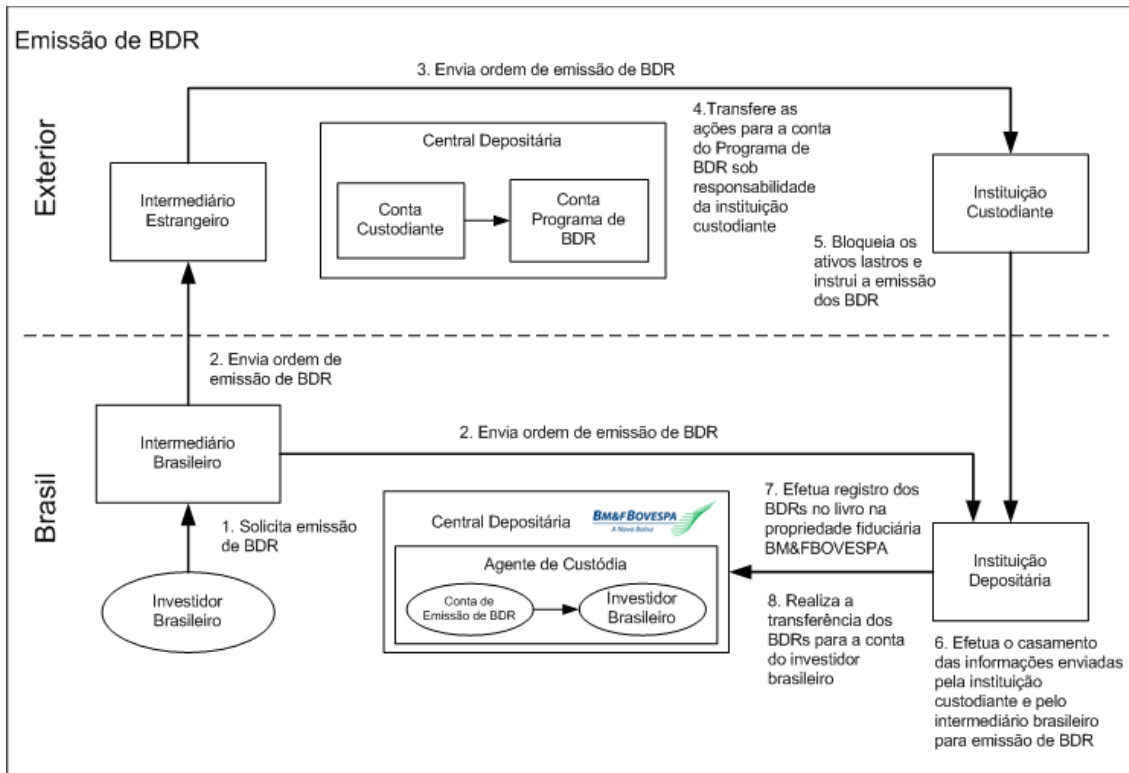 Emissão de BDR
3. Envia ordem de emissão de BDR
Exterior
Intermediário
Estrangeiro
Central Depositária
Conta
Custodiante
Conta
Programa de
BDR
4.Transfere as
ações para a conta
do Programa de
BDR sob
responsabilidade
da instituição
custodiante
Instituição
Custodiante
5. Bloqueia os
ativos lastros e
instrui a emissão
dos BDR
2. Envia ordem de
emissão de BDR
Brasil
Intermediário
Brasileiro
2. Envia ordem de emissão de BDR
1. Solicita emissão
de BDR
Investidor
Brasileiro
Central Depositária
BM&FBOVESPA
A Nova Bolsa
Agente de Custódia
Conta de
Emissão de BDR
Investidor
Brasileiro
7. Efetua registro dos
BDRs no livro na
propriedade fiduciária
BM&FBOVESPA
Instituição
Depositária
8. Realiza a
transferência dos
BDRs para a conta
do investidor
brasileiro
6. Efetua o casamento
das informações enviadas
pela instituição
custodiante e pelo
intermediário brasileiro
para emissão de BDR